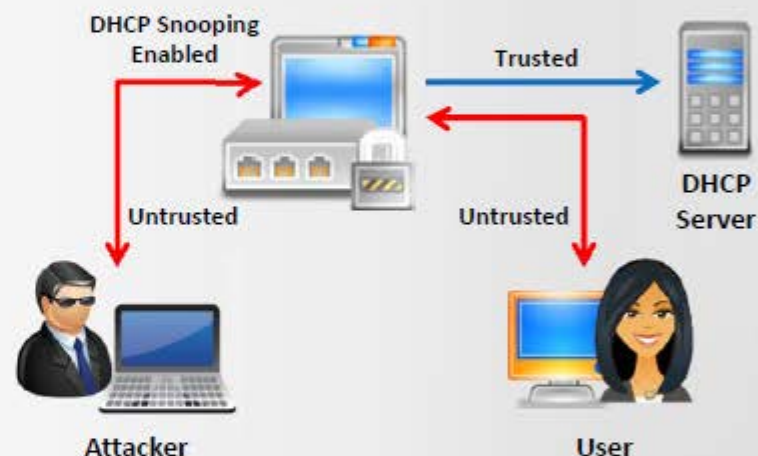 DHCP Snooping
Enabled
Trusted
DHCP
Server
Untrusted
Untrusted
Attacker
User